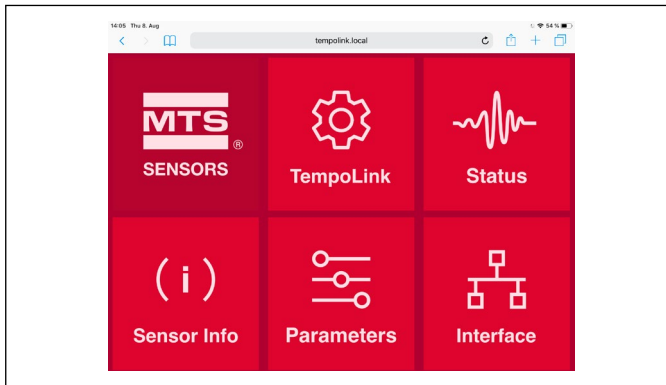 14:05 Thu 8. Aug
54 %
tempolink.local
MTS
®
SENSORS
TempoLink
Status
( i )
Sensor Info
Parameters
Interface